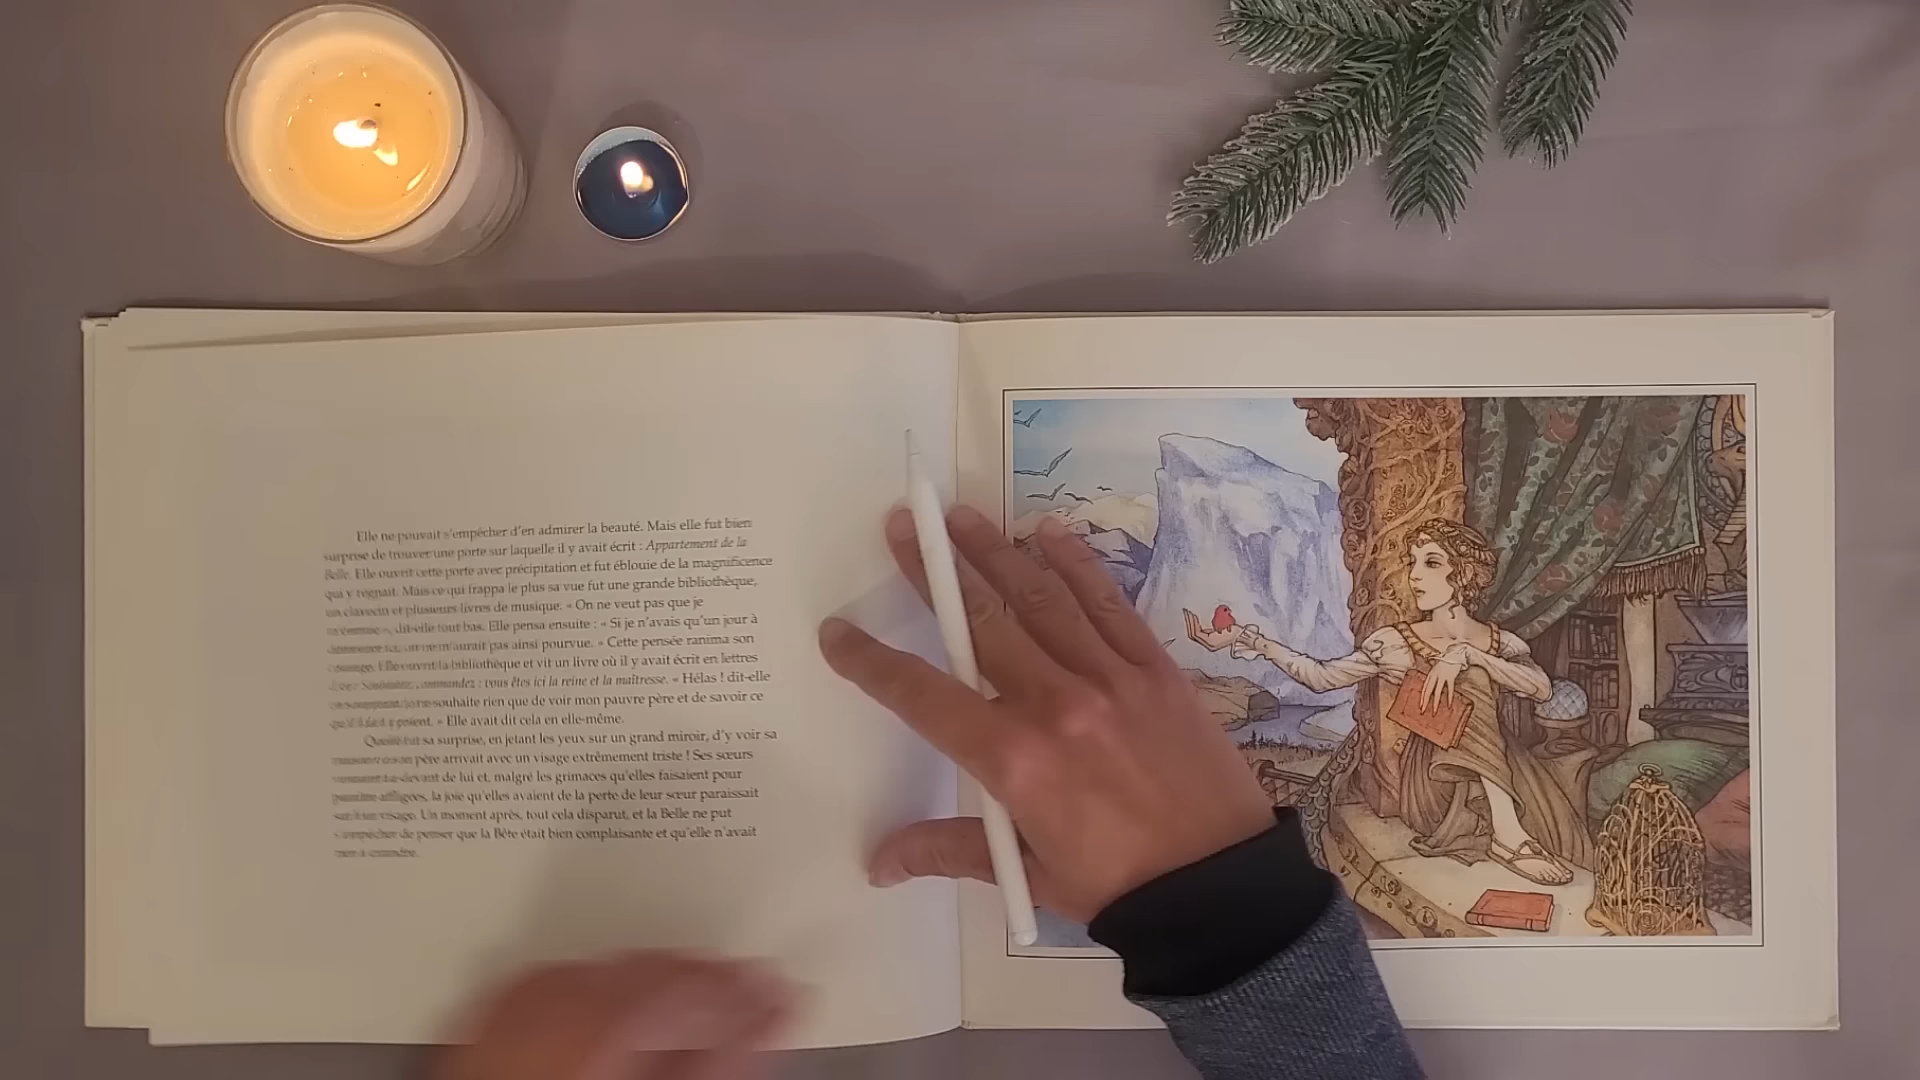 Elle ne pouvait s'empêcher d'en admirer la beauté. Mais elle fut bien
surprise de trouver une porte sur laquelle il y avait écrit : Appartement de la
Belle. Elle ouvrit cette porte avec précipitation et fut éblouie de la magnificence
qui y régnait. Mais ce qui frappa le plus sa vue fut une grande bibliothèque,
un clavecin et plusieurs livres de musique. « On ne veut pas que je
dit-elle tout bas. Elle pensa ensuite : « Si je n'avais qu'un jour à
pas ainsi pourvue. « Cette pensée ranima son
courage. Elle ouvrit la bibliothèque et vit un livre où il y avait écrit en lettres
commandez : vous êtes ici la reine et la maîtresse. « Hélas ! dit-elle
souhaite rien que de voir mon pauvre père et de savoir ce
» Elle avait dit cela en elle-même.
Quelle fut sa surprise, en jetant les yeux sur un grand miroir, d'y voir sa
père arrivait avec un visage extrêmement triste ! Ses sœurs
venaient au-devant de lui et, malgré les grimaces qu'elles faisaient pour
paraître affligées, la joie qu'elles avaient de la perte de leur sœur paraissait
sur leur visage. Un moment après, tout cela disparut, et la Belle ne put
s'empêcher de penser que la Bête était bien complaisante et qu'elle n'avait
rien à craindre.